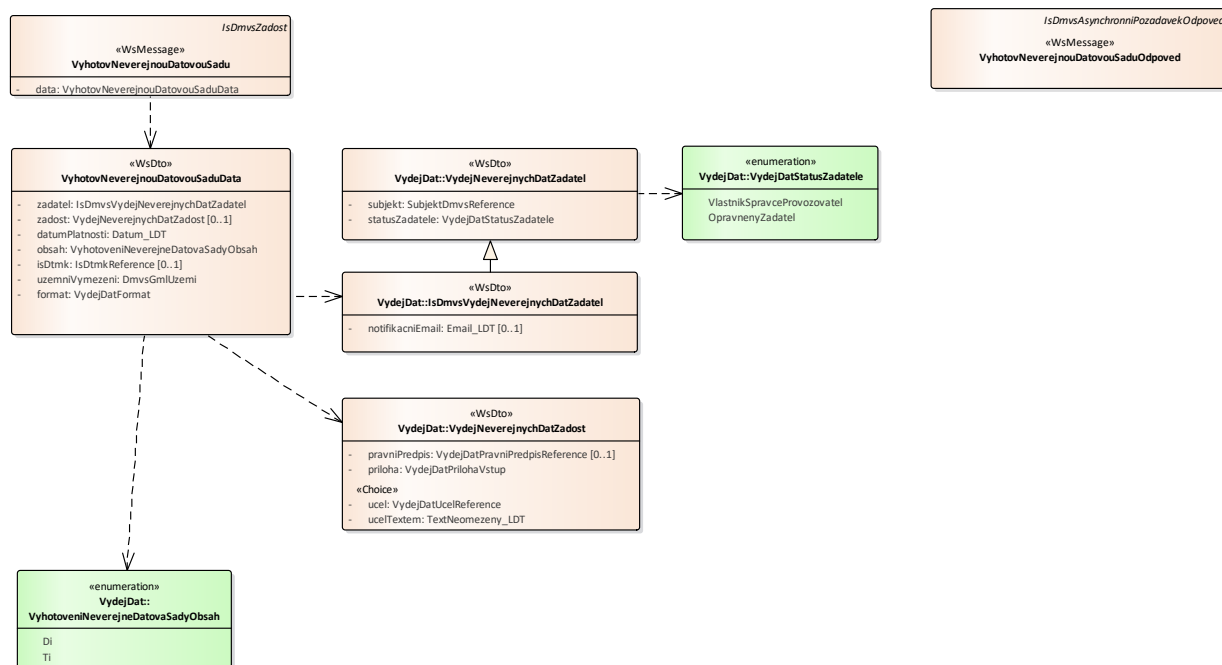 IsDmvsZadost
«WsMessage»
VyhotovNeverejnouDatovouSadu
- data: VyhotovNeverejnouDatovouSaduData
IsDmvsAsynchronniPozadavekOdpoved
«WsMessage»
VyhotovNeverejnouDatovouSaduOdpoved
«WsDto»
VyhotovNeverejnouDatovouSaduData
- zadatel: IsDmvsVydejNeverejnychDatZadatel
- zadost: VydejNeverejnychDatZadost [0..1]
- datumPlatnosti: Datum_LDT
- obsah: VyhotoveniNeverejneDatovaSadyObsah
- isDtmk: IsDtmkReference [0..1]
- uzemniVymezeni: DmvsGmlUzemi
- format: VydejDatFormat
«WsDto»
VydejDat::VydejNeverejnychDatZadatel
- subjekt: SubjektDmvsReference
- statusZadatele: VydejDatStatusZadatele
«enumeration»
VydejDat::VydejDatStatusZadatele
VlastnikSpravceProvozovatel
OpravnenyZadatel
«WsDto»
VydejDat::IsDmvsVydejNeverejnychDatZadatel
- notifikacniEmail: Email_LDT [0..1]
«WsDto»
VydejDat::VydejNeverejnychDatZadost
- pravniPredpis: VydejDatPravniPredpisReference [0..1]
- priloha: VydejDatPrilohaVstup
«Choice»
- ucel: VydejDatUcelReference
- ucelTextem: TextNeomezeny_LDT
«enumeration»
VydejDat::
VyhotoveniNeverejneDatovaSadyObsah
Di
Ti